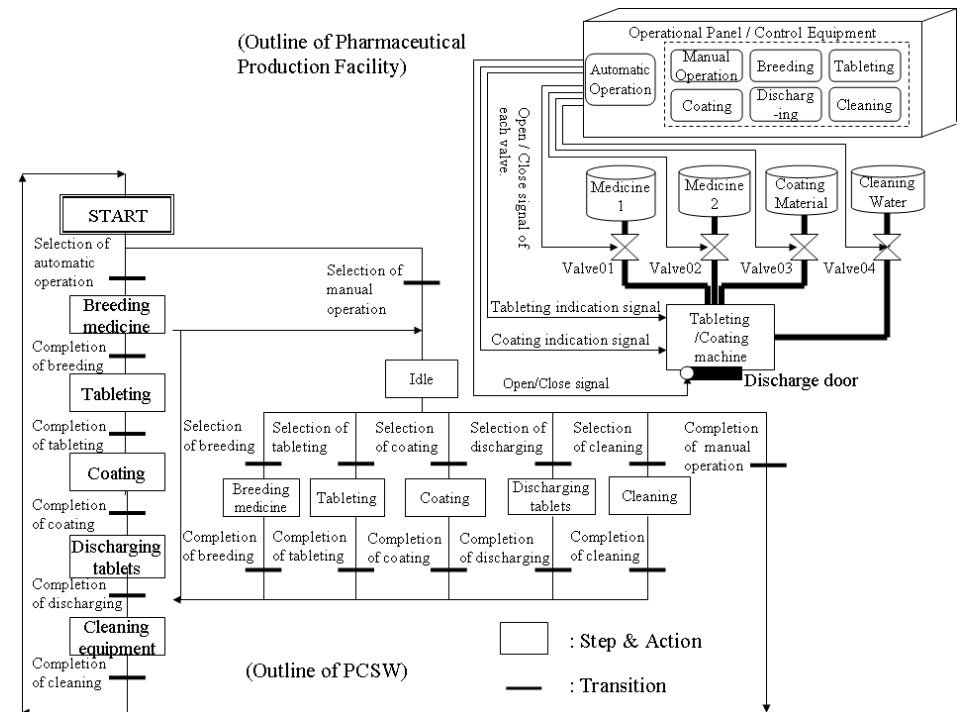 (Outline of Pharmaceutical
Production Facility)
Operational Panel / Control Equipment
Automatic
Operation
Manual
Operation
Breeding
Tableting
Coating
Discharg
-ing
Cleaning
Open / Close signal of
each valve.
Medicine
1
Medicine
2
Coating
Material
Cleaning
Water
Valve01
Valve02
Valve03
Valve04
Tableting indication signal
Coating indication signal
Open/Close signal
Tableting
/Coating
machine
Discharge door
START
Selection of
automatic
operation
Breeding
medicine
Completion
of breeding
Tableting
Completion
of tableting
Coating
Completion
of coating
Discharging
tablets
Completion
of discharging
Cleaning
equipment
Completion
of cleaning
Selection of
manual
operation
Idle
Selection
of breeding
Selection of
tableting
Selection
of coating
Selection of
discharging
Selection
of cleaning
Completion
of manual
operation
Breeding
medicine
Tableting
Coating
Discharging
tablets
Cleaning
Completion
of breeding
Completion
of tableting
Completion
of coating
Completion
of discharging
Completion
of cleaning
(Outline of PCSW)
: Step & Action
: Transition